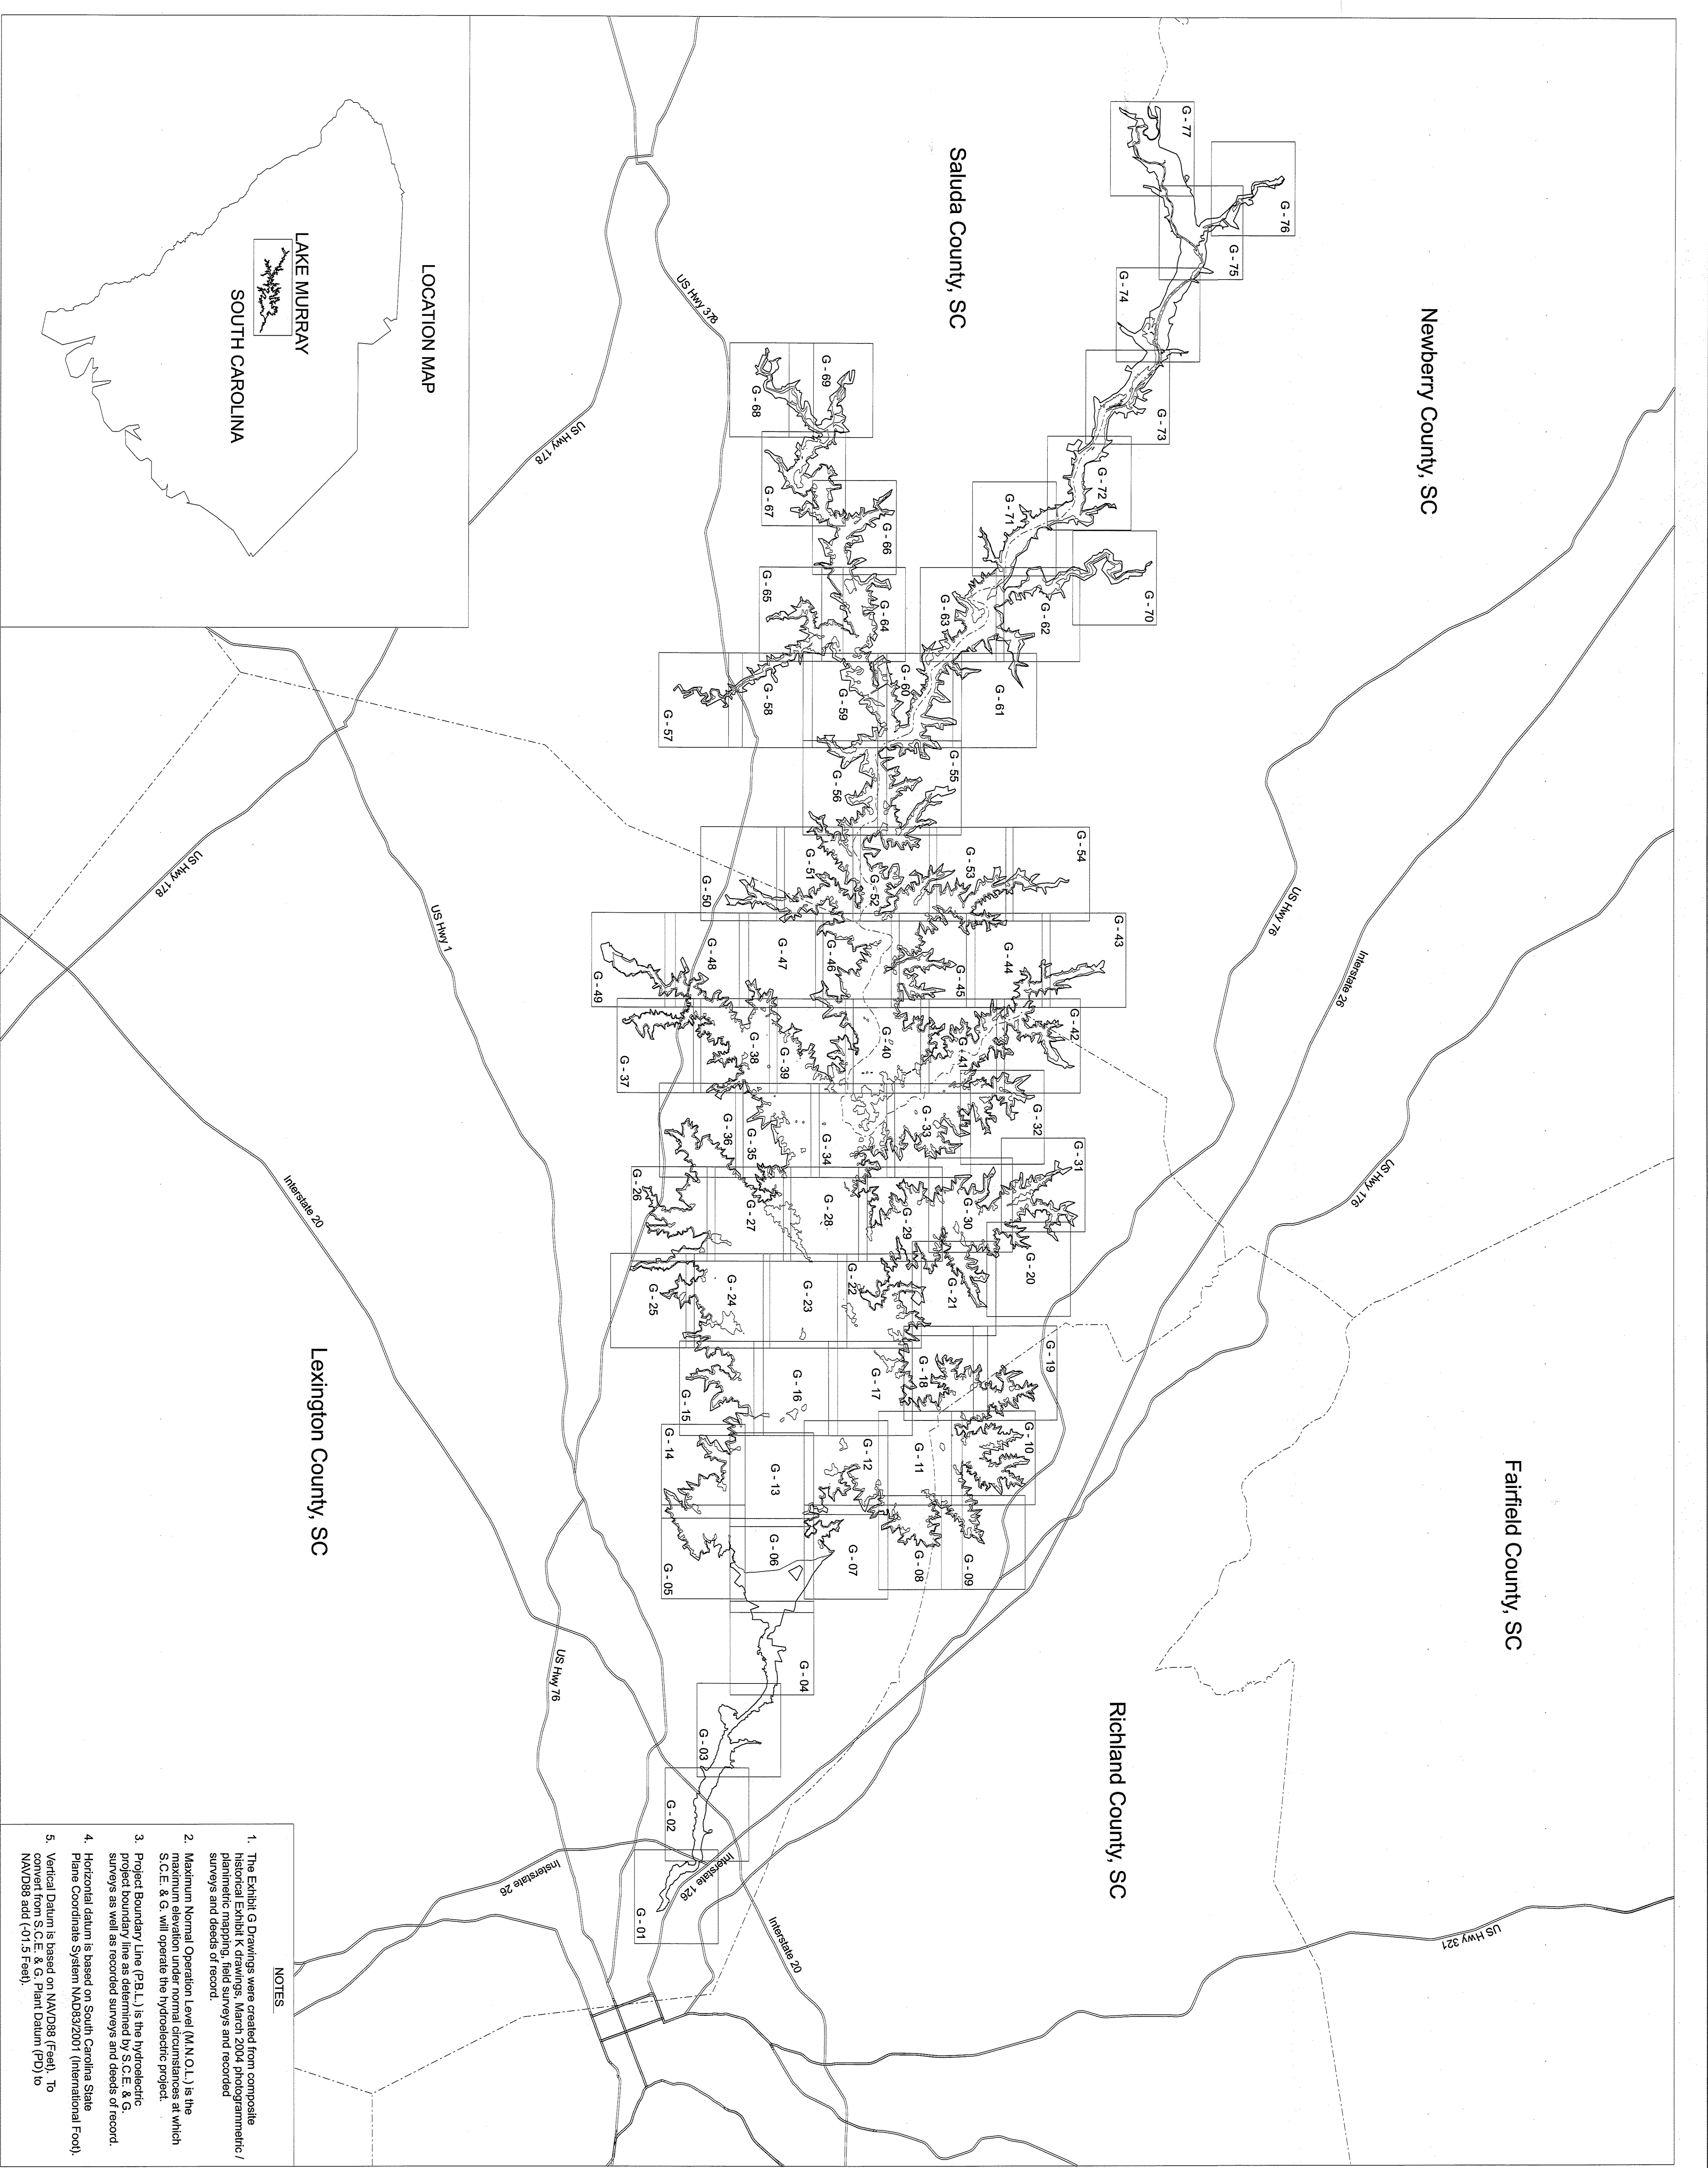 Newberry County, SC
Fairfield County, SC
Saluda County, SC
Richland County, SC
Lexington County, SC
G - 77
G - 76
G - 75
G - 74
G - 73
G - 72
G - 71
G - 70
G - 69
G - 68
G - 67
G - 66
G - 65
G - 64
G - 63
G - 62
G - 61
G - 60
G - 59
G - 58
G - 57
G - 56
G - 55
G - 54
G - 53
G - 52
G - 51
G - 50
G - 49
G - 48
G - 47
G - 46
G - 45
G - 44
G - 43
G - 42
G - 41
G - 40
G - 39
G - 38
G - 37
G - 36
G - 35
G - 34
G - 33
G - 32
G - 31
G - 30
G - 29
G - 28
G - 27
G - 26
G - 25
G - 24
G - 23
G - 22
G - 21
G - 20
G - 19
G - 18
G - 17
G - 16
G - 15
G - 14
G - 13
G - 12
G - 11
G - 10
G - 09
G - 08
G - 07
G - 06
G - 05
G - 04
G - 03
G - 02
G - 01
US Hwy 76
Interstate 26
US Hwy 176
US Hwy 321
US Hwy 378
US Hwy 178
US Hwy 178
US Hwy 1
Interstate 20
US Hwy 76
Insterstate 26
Interstate 126
Interstate 20
LOCATION MAP
LAKE MURRAY
SOUTH CAROLINA
NOTES
1. The Exhibit G Drawings were created from composite
historical Exhibit K drawings, March 2004 photogrammetric /
planimetric mapping, field surveys and recorded
surveys and deeds of record.
2. Maximum Normal Operation Level (M.N.O.L.) is the
maximum elevation under normal circumstances at which
S.C.E. & G. will operate the hydroelectric project.
3. Project Boundary Line (P.B.L.) is the hydroelectric
project boundary line as determined by S.C.E. & G.
surveys as well as recorded surveys and deeds of record.
4. Horizontal datum is based on South Carolina State
Plane Coordinate System NAD83/2001 (International Foot).
5. Vertical Datum is based on NAVD88 (Feet). To
convert from S.C.E. & G. Plant Datum (PD) to
NAVD88 add (-01.5 Feet).